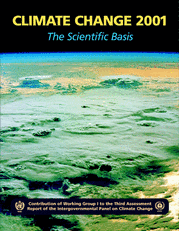 CLIMATE CHANGE 2001
The Scientific Basis
Contribution of Working Group I to the Third Assessment
Report of the Intergovernmental Panel on Climate Change